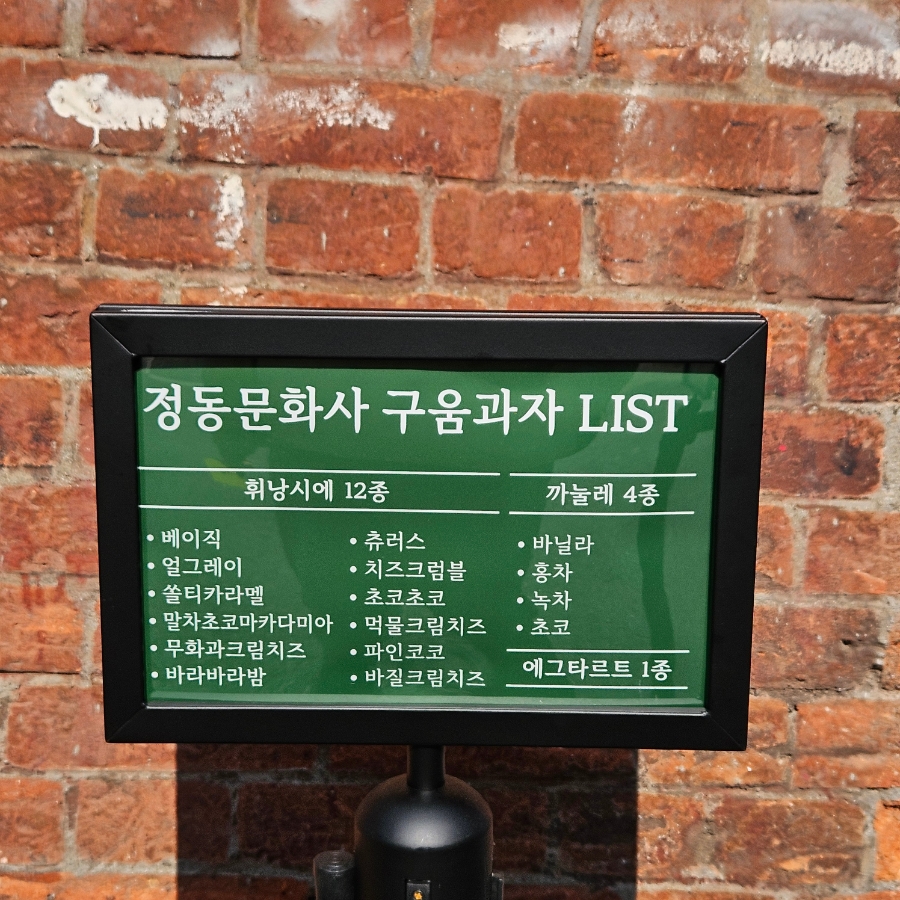 정동문화사 구움과자 LIST
휘낭시에 12종
• 베이직
• 얼그레이
• 쏠티카라멜
• 말차초코마카다미아
• 무화과크림치즈
• 바라바라밤
• 츄러스
• 치즈크럼블
• 초코초코
• 먹물크림치즈
• 파인코코
• 바질크림치즈
까눌레 4종
• 바닐라
• 홍차
• 녹차
• 초코
에그타르트 1종